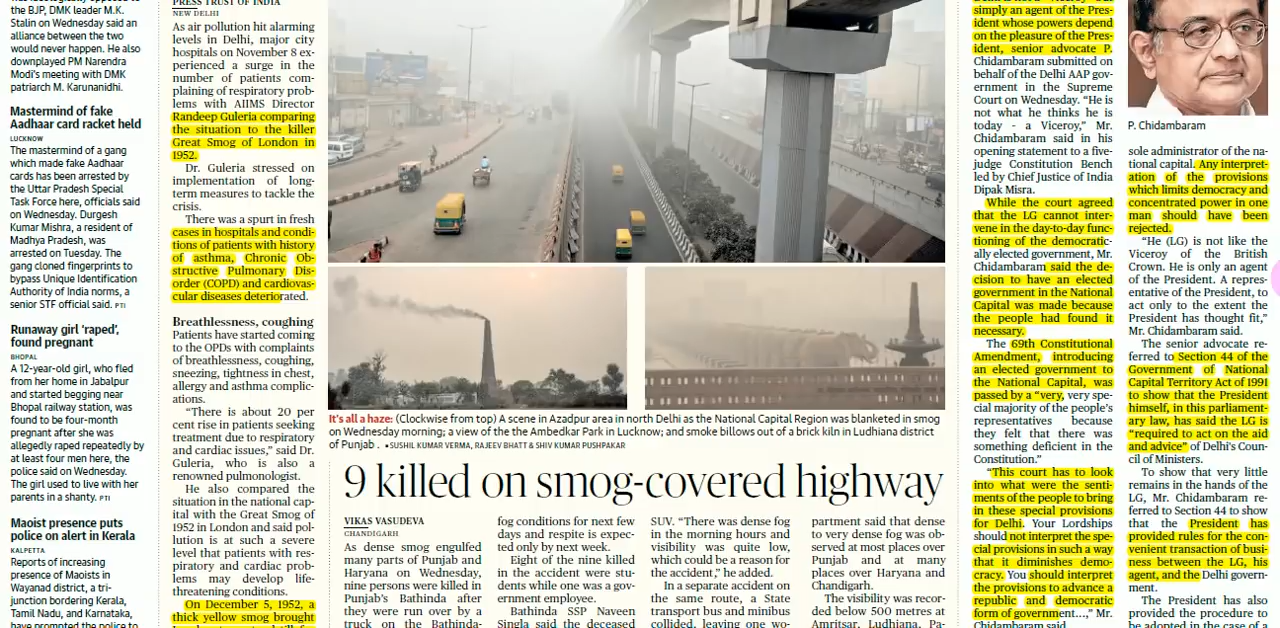 the BJP, DMK leader M.K.
Stalin on Wednesday said an
alliance between the two
would never happen. He also
downplayed PM Narendra
Modi's meeting with DMK
patriarch M. Karunanidhi.
Mastermind of fake
Aadhaar card racket held
LUCKNOW
The mastermind of a gang
which made fake Aadhaar
cards has been arrested by
the Uttar Pradesh Special
Task Force here, officials said
on Wednesday. Durgesh
Kumar Mishra, a resident of
Madhya Pradesh, was
arrested on Tuesday. The
gang cloned fingerprints to
bypass Unique Identification
Authority of India norms, a
senior STF official said. PTI
Runaway girl 'raped',
found pregnant
BHOPAL
A 12-year-old girl, who fled
from her home in Jabalpur
and started begging near
Bhopal railway station, was
found to be four-month
pregnant after she was
allegedly raped repeatedly by
at least four men here, the
police said on Wednesday.
The girl used to live with her
parents in a shanty. PTI
Maoist presence puts
police on alert in Kerala
KALPETTA
Reports of increasing
presence of Maoists in
Wayanad district, a tri-
junction bordering Kerala,
Tamil Nadu, and Karnataka,
have prompted the police to
PRESS TRUST OF INDIA
NEW DELHI
As air pollution hit alarming
levels in Delhi, major city
hospitals on November 8 ex-
perienced a surge in the
number of patients com-
plaining of respiratory prob-
lems with AIIMS Director
Randeep Guleria comparing
the situation to the killer
Great Smog of London in
1952.
Dr. Guleria stressed on
implementation of long-
term measures to tackle the
crisis.
There was a spurt in fresh
cases in hospitals and condi-
tions of patients with history
of asthma, Chronic Ob-
structive Pulmonary Dis-
order (COPD) and cardiovas-
cular diseases deteriorated.
Breathlessness, coughing
Patients have started coming
to the OPDs with complaints
of breathlessness, coughing,
sneezing, tightness in chest,
allergy and asthma complic-
ations.
"There is about 20 per
cent rise in patients seeking
treatment due to respiratory
and cardiac issues," said Dr.
Guleria, who is also a
renowned pulmonologist.
He also compared the
situation in the national cap-
ital with the Great Smog of
1952 in London and said pol-
lution is at such a severe
level that patients with res-
piratory and cardiac prob-
lems may develop life-
threatening conditions.
On December 5, 1952, a
thick yellow smog brought
It's all a haze: (Clockwise from top) A scene in Azadpur area in north Delhi as the National Capital Region was blanketed in smog
on Wednesday morning; a view of the the Ambedkar Park in Lucknow; and smoke billows out of a brick kiln in Ludhiana district
of Punjab . • SUSHIL KUMAR VERMA, RAJEEV BHATT & SHIV KUMAR PUSHPAKAR
9 killed on smog-covered highway
VIKAS VASUDEVA
CHANDIGARH
As dense smog engulfed
many parts of Punjab and
Haryana on Wednesday,
nine persons were killed in
Punjab's Bathinda after
they were run over by a
truck on the Bathinda-
fog conditions for next few
days and respite is expec-
ted only by next week.
Eight of the nine killed
in the accident were stu-
dents while one was a gov-
ernment employee.
Bathinda SSP Naveen
Singla said the deceased
SUV. "There was dense fog
in the morning hours and
visibility was quite low,
which could be a reason for
the accident," he added.
In a separate accident on
the same route, a State
transport bus and minibus
collided, leaving one wo-
partment said that dense
to very dense fog was ob-
served at most places over
Punjab and at many
places over Haryana and
Chandigarh.
The visibility was recor-
ded below 500 metres at
Amritsar, Ludhiana, Pa-
simply an agent of the Pres-
ident whose powers depend
on the pleasure of the Pres-
ident, senior advocate P.
Chidambaram submitted on
behalf of the Delhi AAP gov-
ernment in the Supreme
Court on Wednesday. "He is
not what he thinks he is
today - a Viceroy," Mr.
Chidambaram said in his
opening statement to a five-
judge Constitution Bench
led by Chief Justice of India
Dipak Misra.
While the court agreed
that the LG cannot inter-
vene in the day-to-day func-
tioning of the democratic-
ally elected government, Mr.
Chidambaram said the de-
cision to have an elected
government in the National
Capital was made because
the people had found it
necessary.
The 69th Constitutional
Amendment, introducing
an elected government to
the National Capital, was
passed by a "very, very spe-
cial majority of the people's
representatives because
they felt that there was
something deficient in the
Constitution."
"This court has to look
into what were the senti-
ments of the people to bring
in these special provisions
for Delhi. Your Lordships
should not interpret the spe-
cial provisions in such a way
that it diminishes demo-
cracy. You should interpret
the provisions to advance a
republic and democratic
form of government...," Mr.
Chidambaram said.
P. Chidambaram
sole administrator of the na-
tional capital. Any interpret-
ation of the provisions
which limits democracy and
concentrated power in one
man should have been
rejected.
"He (LG) is not like the
Viceroy of the British
Crown. He is only an agent
of the President. A repres-
entative of the President, to
act only to the extent the
President has thought fit,"
Mr. Chidambaram said.
The senior advocate re-
ferred to Section 44 of the
Government of National
Capital Territory Act of 1991
to show that the President
himself, in this parliament-
ary law, has said the LG is
"required to act on the aid
and advice" of Delhi's Coun-
cil of Ministers.
To show that very little
remains in the hands of the
LG, Mr. Chidambaram re-
ferred to Section 44 to show
that the President has
provided rules for the con-
venient transaction of busi-
ness between the LG, his
agent, and the Delhi govern-
ment.
The President has also
provided the procedure to
be adopted in the case of a